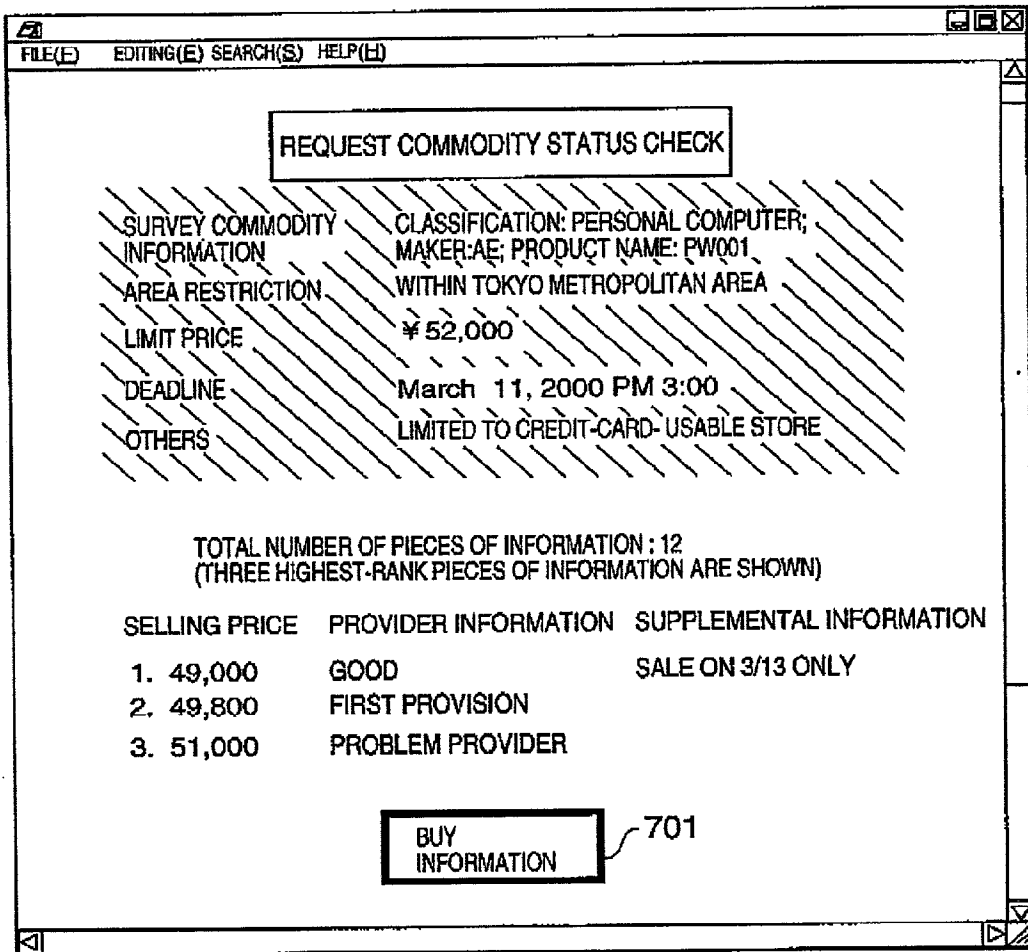 FILE(F) EDITING(E) SEARCH(S) HELP(H)
REQUEST COMMODITY STATUS CHECK
SURVEY COMMODITY INFORMATION CLASSIFICATION: PERSONAL COMPUTER;
MAKER:AE; PRODUCT NAME: PW001
AREA RESTRICTION WITHIN TOKYO METROPOLITAN AREA
LIMIT PRICE ¥52,000
DEADLINE March 11, 2000 PM 3:00
OTHERS LIMITED TO CREDIT-CARD-USABLE STORE
TOTAL NUMBER OF PIECES OF INFORMATION : 12
(THREE HIGHEST-RANK PIECES OF INFORMATION ARE SHOWN)
SELLING PRICE PROVIDER INFORMATION SUPPLEMENTAL INFORMATION
1. 49,000 GOOD SALE ON 3/13 ONLY
2. 49,800 FIRST PROVISION
3. 51,000 PROBLEM PROVIDER
BUY
INFORMATION
701